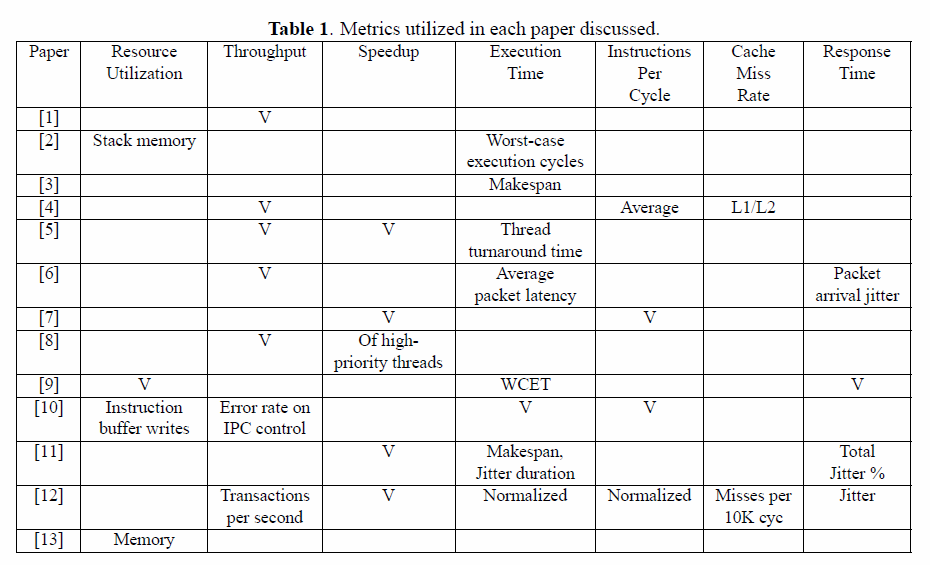 Table 1. Metrics utilized in each paper discussed.
Paper Resource Throughput Speedup Execution Instructions Cache Response
Utilization Time Per Miss Time
Cycle Rate
[1] V
[2] Stack memory Worst-case
execution cycles
[3] Makespan
[4] V Average L1/L2
[5] V V Thread
turnaround time
[6] V Average Packet
packet latency arrival jitter
[7] V V
[8] V Of high-
priority threads
[9] V WCET V
[10] Instruction Error rate on V V
buffer writes IPC control
[11] V Makespan, Total
Jitter duration Jitter %
[12] Transactions V Normalized Normalized Misses per Jitter
per second 10K cyc
[13] Memory